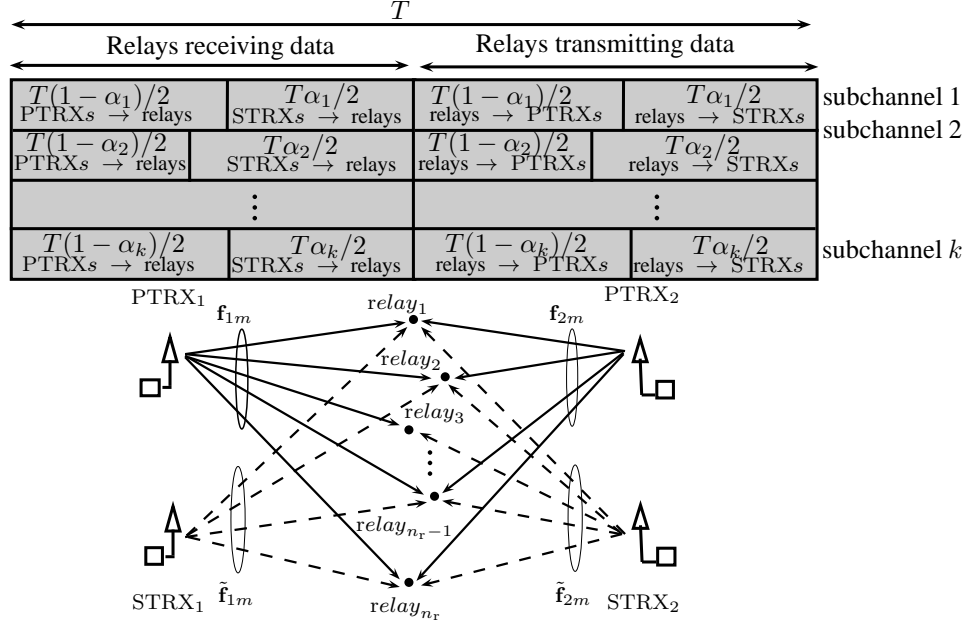 T
Relays receiving data Relays transmitting data
T(1 − α₁)/2 Tα₁/2 T(1 − α₁)/2 Tα₁/2 subchannel 1
PTRXs → relays STRXs → relays relays → PTRXs relays → STRXs
T(1 − α₂)/2 Tα₂/2 T(1 − α₂)/2 Tα₂/2 subchannel 2
PTRXs → relays STRXs → relays relays → PTRXs relays → STRXs
⋮ ⋮
T(1 − αₖ)/2 Tαₖ/2 T(1 − αₖ)/2 Tαₖ/2 subchannel k
PTRXs → relays STRXs → relays relays → PTRXs relays → STRXs
PTRX₁ relay₁ PTRX₂
f₁ₘ f₂ₘ
relay₂
relay₃
⋮
relay_{n_r−1}
f̃₁ₘ f̃₂ₘ
STRX₁ relay_{n_r} STRX₂